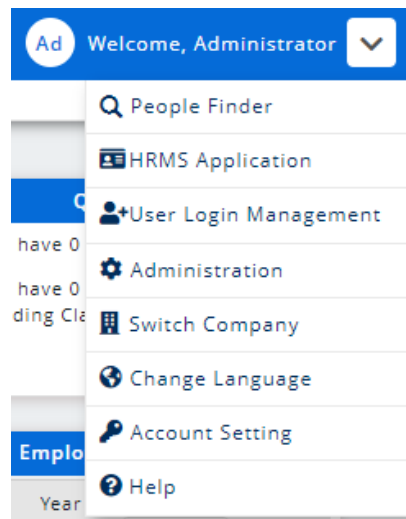 Ad Welcome, Administrator
People Finder
HRMS Application
User Login Management
have 0
Administration
have 0
ding
Switch Company
Change Language
Account Setting
Emplo
Help
Year